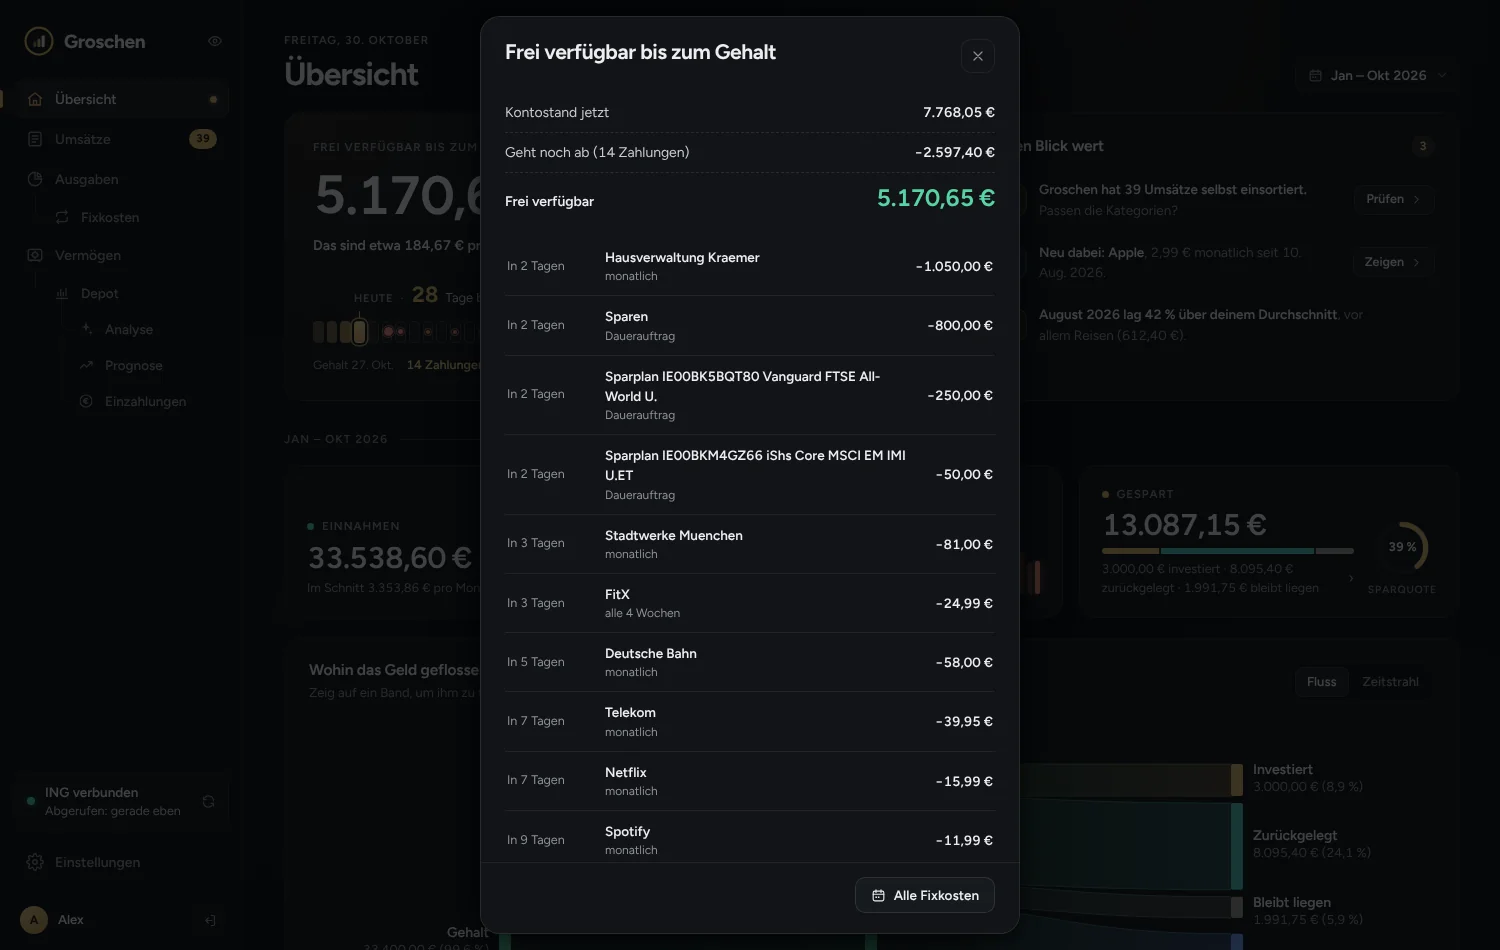 Groschen
Übersicht
Umsätze
39
Ausgaben
Fixkosten
Vermögen
Depot
Analyse
Prognose
Einzahlungen
ING verbunden
Abgerufen: gerade eben
Einstellungen
A
Alex
FREITAG, 30. OKTOBER
Übersicht
Jan – Okt 2026
FREI VERFÜGBAR BIS ZUM
5.170,6
Das sind etwa 184,67 € pr
HEUTE · 28 Tage b
Gehalt 27. Okt.
14 Zahlungen
en Blick wert
3
Groschen hat 39 Umsätze selbst einsortiert.
Passen die Kategorien?
Prüfen
Neu dabei: Apple, 2,99 € monatlich seit 10.
Aug. 2026.
Zeigen
August 2026 lag 42 % über deinem Durchschnitt, vor
allem Reisen (612,40 €).
JAN – OKT 2026
EINNAHMEN
33.538,60 €
Im Schnitt 3.353,86 € pro Mon
GESPART
13.087,15 €
3.000,00 € investiert · 8.095,40 €
zurückgelegt · 1.991,75 € bleibt liegen
39 %
SPARQUOTE
Wohin das Geld geflosse
Zeig auf ein Band, um ihm zu
Fluss
Zeitstrahl
Investiert
3.000,00 € (8,9 %)
Zurückgelegt
8.095,40 € (24,1 %)
Bleibt liegen
1.991,75 € (5,9 %)
Gehalt
33.400,00 € (99,6 %)
Frei verfügbar bis zum Gehalt
Kontostand jetzt
7.768,05 €
Geht noch ab (14 Zahlungen)
−2.597,40 €
Frei verfügbar
5.170,65 €
In 2 Tagen
Hausverwaltung Kraemer
monatlich
−1.050,00 €
In 2 Tagen
Sparen
Dauerauftrag
−800,00 €
In 2 Tagen
Sparplan IE00BK5BQT80 Vanguard FTSE All-
World U.
Dauerauftrag
−250,00 €
In 2 Tagen
Sparplan IE00BKM4GZ66 iShs Core MSCI EM IMI
U.ET
Dauerauftrag
−50,00 €
In 3 Tagen
Stadtwerke Muenchen
monatlich
−81,00 €
In 3 Tagen
FitX
alle 4 Wochen
−24,99 €
In 5 Tagen
Deutsche Bahn
monatlich
−58,00 €
In 7 Tagen
Telekom
monatlich
−39,95 €
In 7 Tagen
Netflix
monatlich
−15,99 €
In 9 Tagen
Spotify
monatlich
−11,99 €
Alle Fixkosten